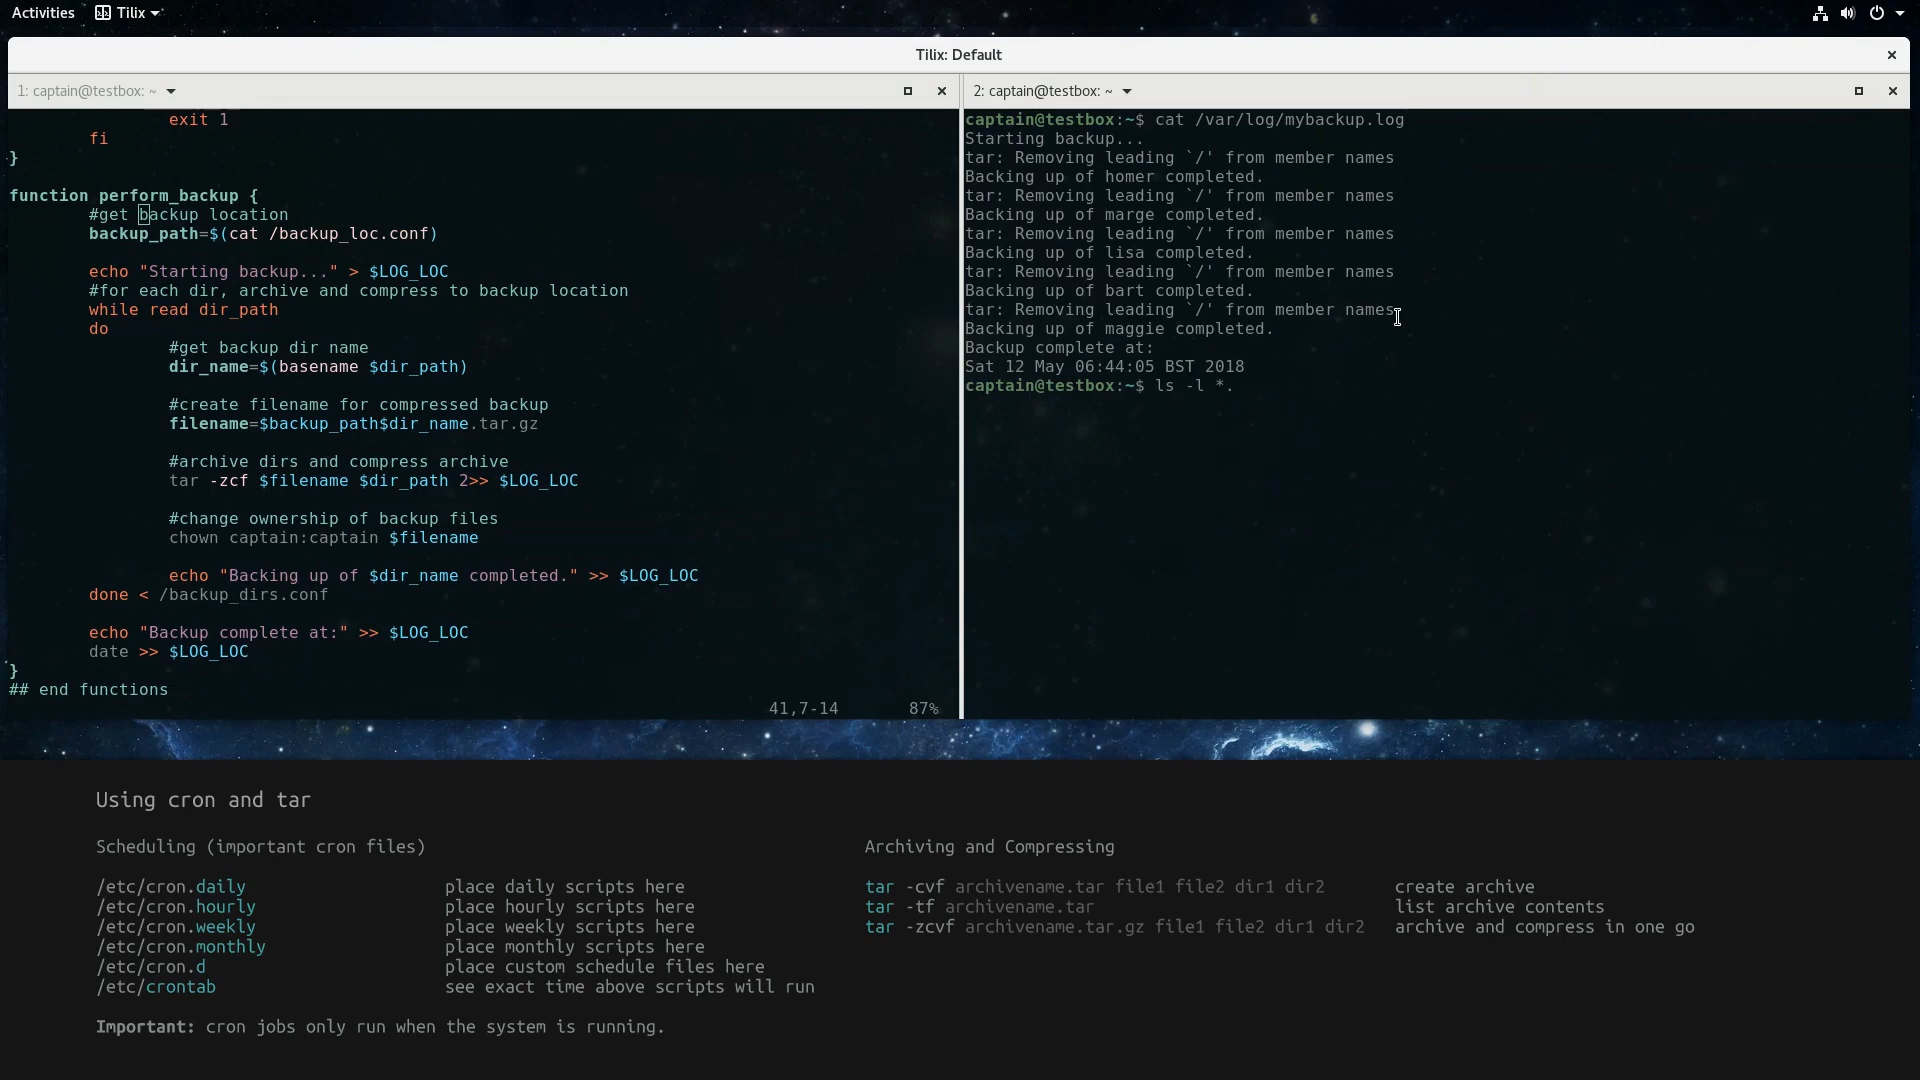 Activities Tilix
Tilix: Default
1: captain@testbox: ~
exit 1
fi
}
function perform_backup {
#get backup location
backup_path=$(cat /backup_loc.conf)
echo "Starting backup..." > $LOG_LOC
#for each dir, archive and compress to backup location
while read dir_path
do
#get backup dir name
dir_name=$(basename $dir_path)
#create filename for compressed backup
filename=$backup_path$dir_name.tar.gz
#archive dirs and compress archive
tar -zcf $filename $dir_path 2>> $LOG_LOC
#change ownership of backup files
chown captain:captain $filename
echo "Backing up of $dir_name completed." >> $LOG_LOC
done < /backup_dirs.conf
echo "Backup complete at:" >> $LOG_LOC
date >> $LOG_LOC
}
## end functions
41,7-14 87%
2: captain@testbox: ~
captain@testbox:~$ cat /var/log/mybackup.log
Starting backup...
tar: Removing leading `/' from member names
Backing up of homer completed.
tar: Removing leading `/' from member names
Backing up of marge completed.
tar: Removing leading `/' from member names
Backing up of lisa completed.
tar: Removing leading `/' from member names
Backing up of bart completed.
tar: Removing leading `/' from member names
Backing up of maggie completed.
Backup complete at:
Sat 12 May 06:44:05 BST 2018
captain@testbox:~$ ls -l *.
Using cron and tar
Scheduling (important cron files)
/etc/cron.daily place daily scripts here
/etc/cron.hourly place hourly scripts here
/etc/cron.weekly place weekly scripts here
/etc/cron.monthly place monthly scripts here
/etc/cron.d place custom schedule files here
/etc/crontab see exact time above scripts will run
Important: cron jobs only run when the system is running.
Archiving and Compressing
tar -cvf archivename.tar file1 file2 dir1 dir2 create archive
tar -tf archivename.tar list archive contents
tar -zcvf archivename.tar.gz file1 file2 dir1 dir2 archive and compress in one go